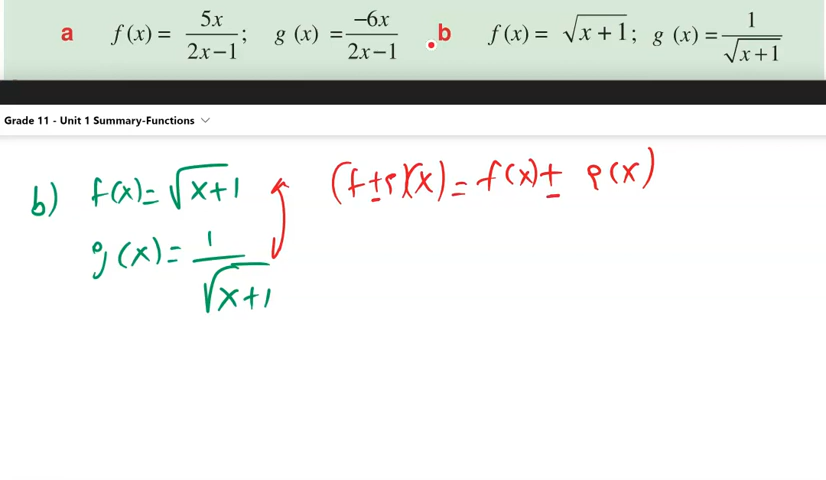 a f(x) = 5x/(2x−1); g(x) = −6x/(2x−1) b f(x) = √(x+1); g(x) = 1/√(x+1)
Grade 11 - Unit 1 Summary-Functions
b) f(x) = √(x+1) (f±g)(x) = f(x) ± g(x)
g(x) = 1/√(x+1)